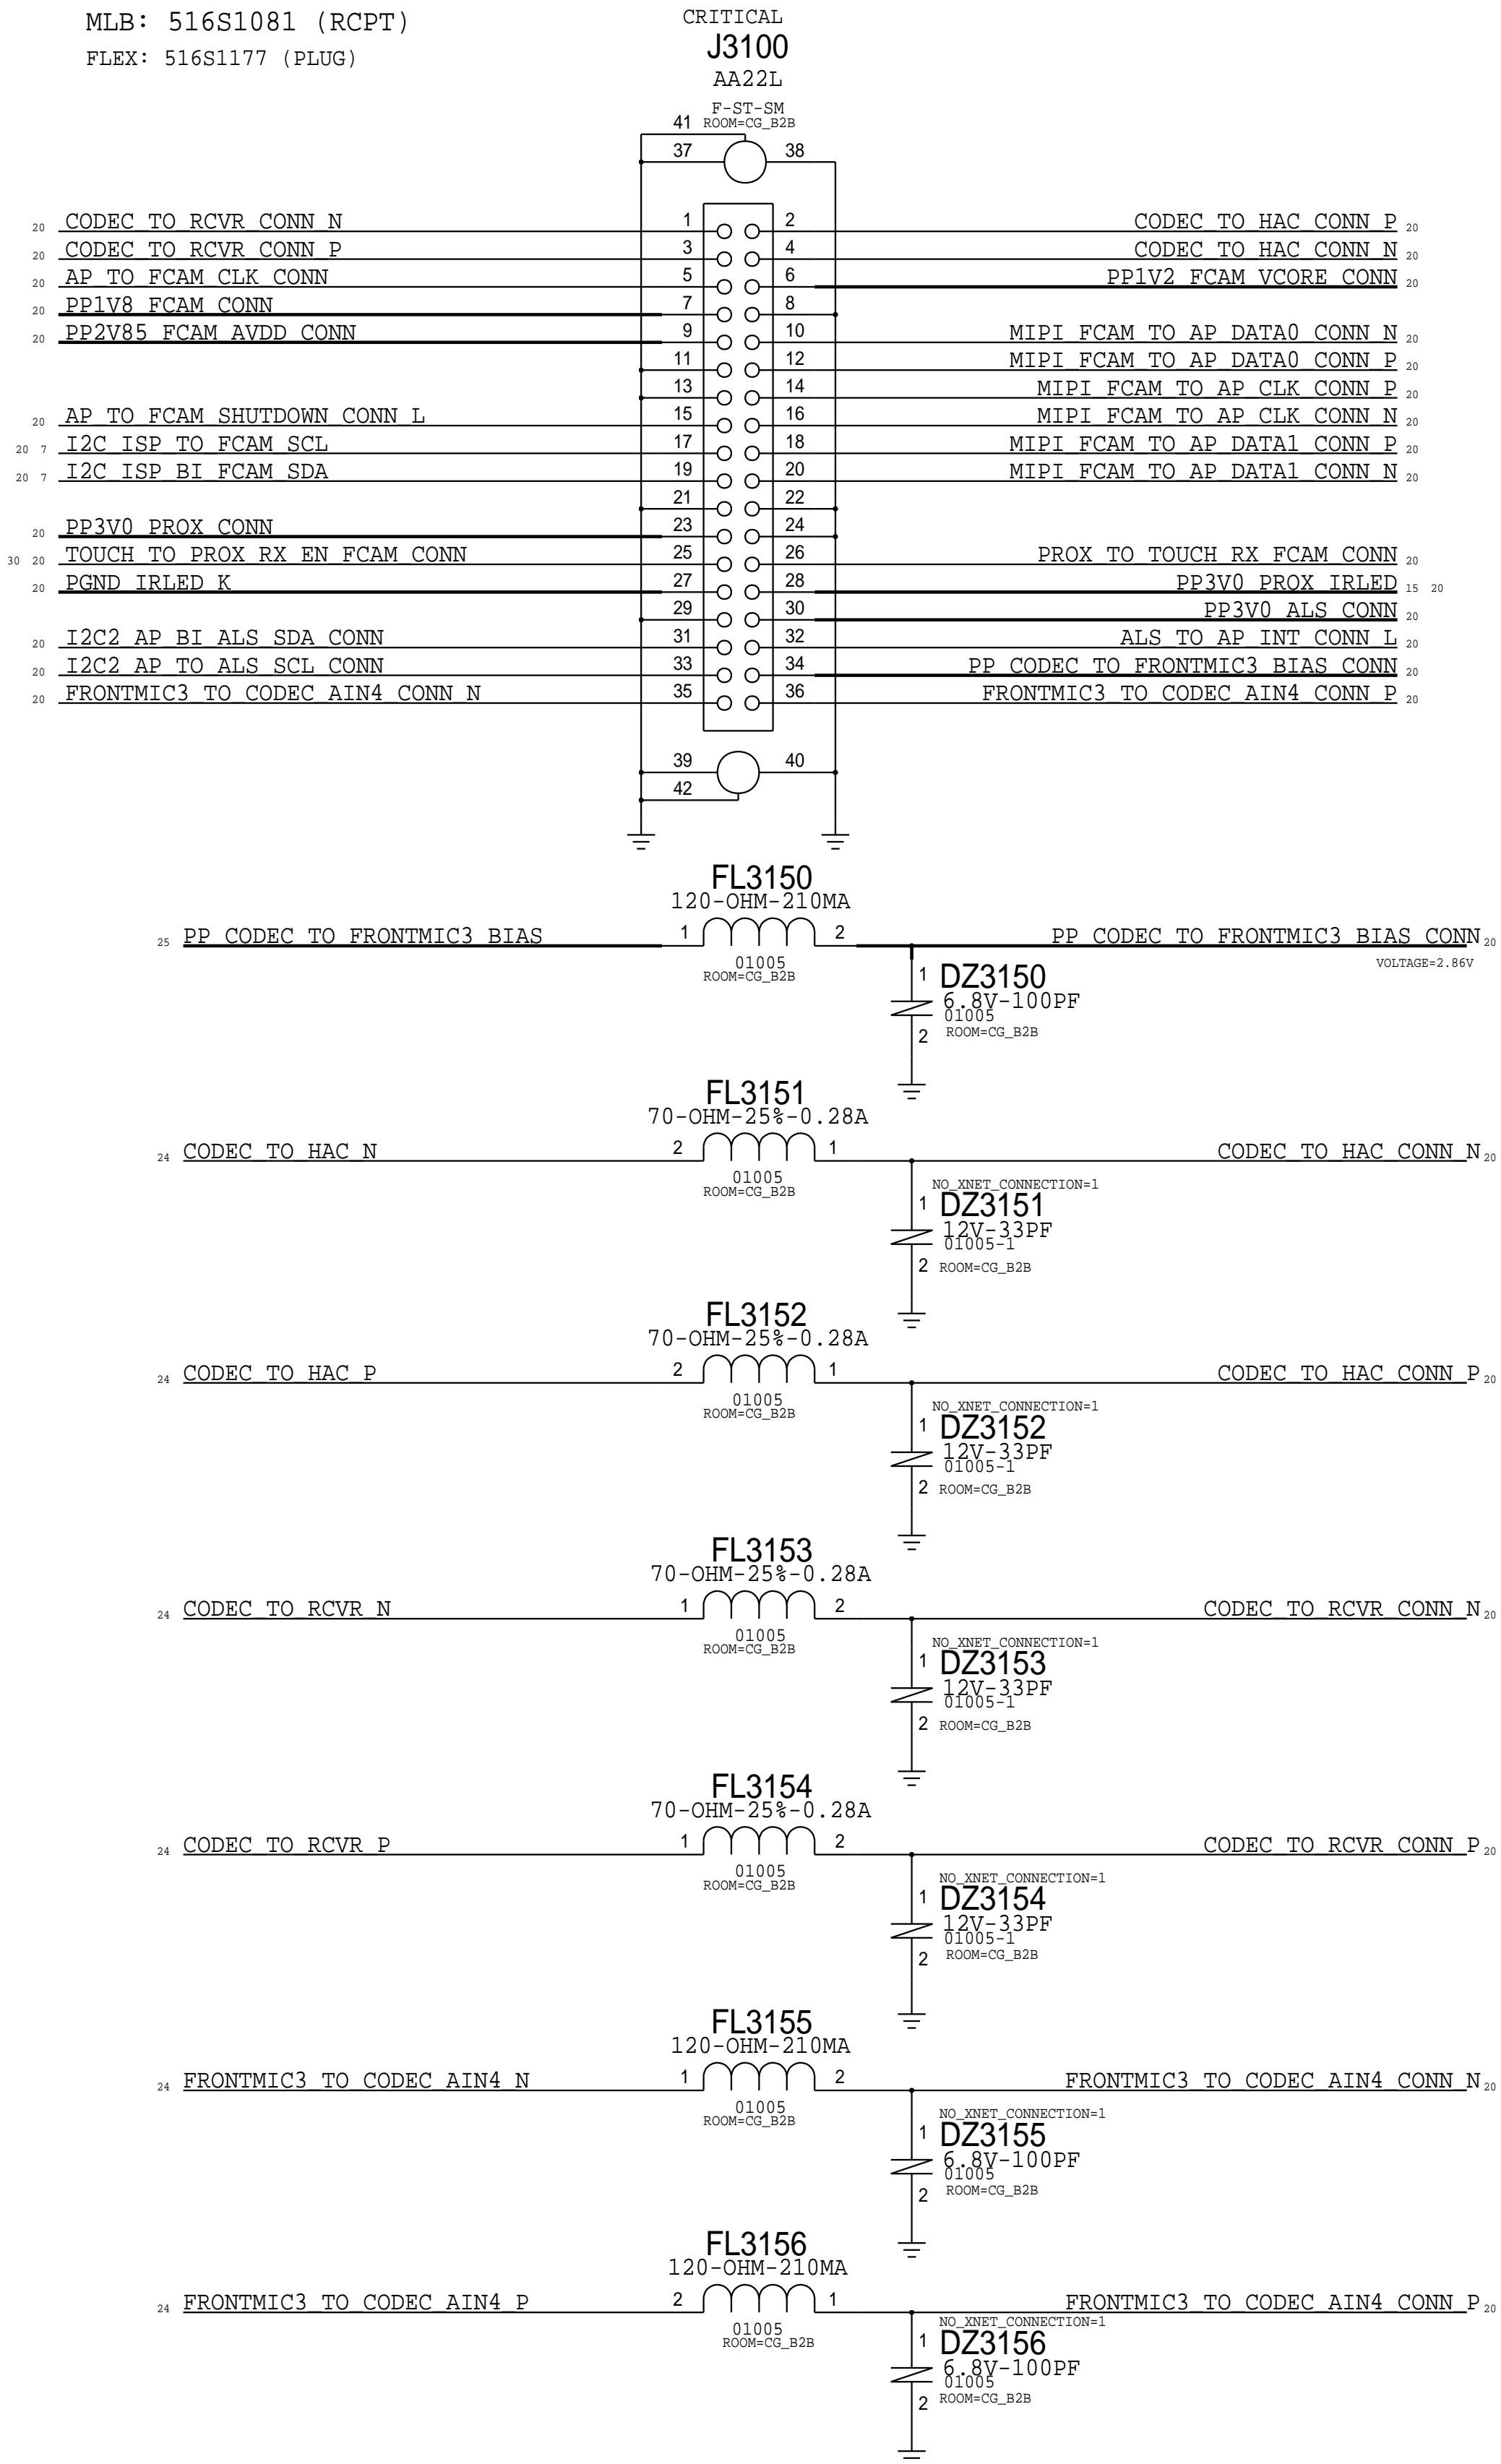 MLB: 516S1081 (RCPT)
FLEX: 516S1177 (PLUG)
CRITICAL
J3100
AA22L
F-ST-SM
ROOM=CG_B2B
41
37 38
20 CODEC_TO_RCVR_CONN_N 1 2 CODEC_TO_HAC_CONN_P 20
20 CODEC_TO_RCVR_CONN_P 3 4 CODEC_TO_HAC_CONN_N 20
20 AP_TO_FCAM_CLK_CONN 5 6 PP1V2_FCAM_VCORE_CONN 20
20 PP1V8_FCAM_CONN 7 8
20 PP2V85_FCAM_AVDD_CONN 9 10 MIPI_FCAM_TO_AP_DATA0_CONN_N 20
11 12 MIPI_FCAM_TO_AP_DATA0_CONN_P 20
13 14 MIPI_FCAM_TO_AP_CLK_CONN_P 20
20 AP_TO_FCAM_SHUTDOWN_CONN_L 15 16 MIPI_FCAM_TO_AP_CLK_CONN_N 20
20 7 I2C_ISP_TO_FCAM_SCL 17 18 MIPI_FCAM_TO_AP_DATA1_CONN_P 20
20 7 I2C_ISP_BI_FCAM_SDA 19 20 MIPI_FCAM_TO_AP_DATA1_CONN_N 20
21 22
20 PP3V0_PROX_CONN 23 24
30 20 TOUCH_TO_PROX_RX_EN_FCAM_CONN 25 26 PROX_TO_TOUCH_RX_FCAM_CONN 20
20 PGND_IRLED_K 27 28 PP3V0_PROX_IRLED 15 20
29 30 PP3V0_ALS_CONN 20
20 I2C2_AP_BI_ALS_SDA_CONN 31 32 ALS_TO_AP_INT_CONN_L 20
20 I2C2_AP_TO_ALS_SCL_CONN 33 34 PP_CODEC_TO_FRONTMIC3_BIAS_CONN 20
20 FRONTMIC3_TO_CODEC_AIN4_CONN_N 35 36 FRONTMIC3_TO_CODEC_AIN4_CONN_P 20
39 40
42
FL3150
120-OHM-210MA
25 PP_CODEC_TO_FRONTMIC3_BIAS 1 2 PP_CODEC_TO_FRONTMIC3_BIAS_CONN 20
01005
ROOM=CG_B2B
VOLTAGE=2.86V
1 DZ3150
6.8V-100PF
01005
2 ROOM=CG_B2B
FL3151
70-OHM-25%-0.28A
24 CODEC_TO_HAC_N 2 1 CODEC_TO_HAC_CONN_N 20
01005
ROOM=CG_B2B
NO_XNET_CONNECTION=1
1 DZ3151
12V-33PF
01005-1
2 ROOM=CG_B2B
FL3152
70-OHM-25%-0.28A
24 CODEC_TO_HAC_P 2 1 CODEC_TO_HAC_CONN_P 20
01005
ROOM=CG_B2B
NO_XNET_CONNECTION=1
1 DZ3152
12V-33PF
01005-1
2 ROOM=CG_B2B
FL3153
70-OHM-25%-0.28A
24 CODEC_TO_RCVR_N 1 2 CODEC_TO_RCVR_CONN_N 20
01005
ROOM=CG_B2B
NO_XNET_CONNECTION=1
1 DZ3153
12V-33PF
01005-1
2 ROOM=CG_B2B
FL3154
70-OHM-25%-0.28A
24 CODEC_TO_RCVR_P 1 2 CODEC_TO_RCVR_CONN_P 20
01005
ROOM=CG_B2B
NO_XNET_CONNECTION=1
1 DZ3154
12V-33PF
01005-1
2 ROOM=CG_B2B
FL3155
120-OHM-210MA
24 FRONTMIC3_TO_CODEC_AIN4_N 1 2 FRONTMIC3_TO_CODEC_AIN4_CONN_N 20
01005
ROOM=CG_B2B
NO_XNET_CONNECTION=1
1 DZ3155
6.8V-100PF
01005
2 ROOM=CG_B2B
FL3156
120-OHM-210MA
24 FRONTMIC3_TO_CODEC_AIN4_P 2 1 FRONTMIC3_TO_CODEC_AIN4_CONN_P 20
01005
ROOM=CG_B2B
NO_XNET_CONNECTION=1
1 DZ3156
6.8V-100PF
01005
2 ROOM=CG_B2B